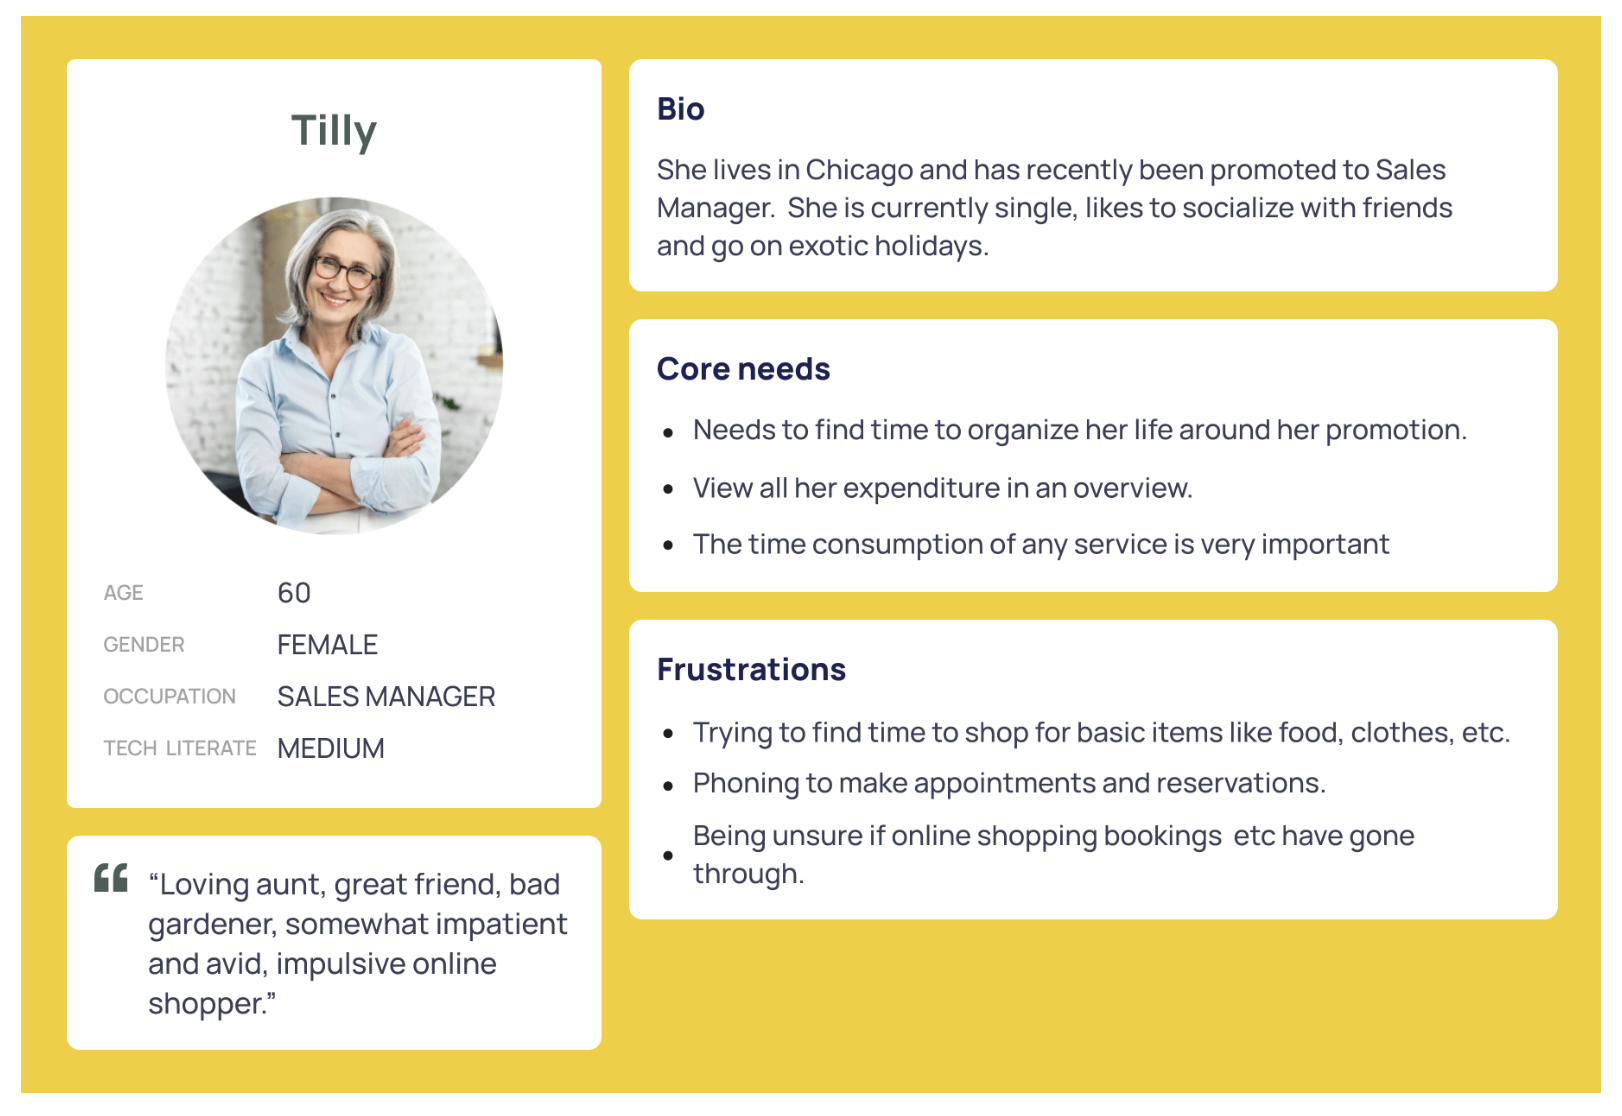 Tilly
AGE 60
GENDER FEMALE
OCCUPATION SALES MANAGER
TECH LITERATE MEDIUM
“Loving aunt, great friend, bad
gardener, somewhat impatient
and avid, impulsive online
shopper.”
Bio
She lives in Chicago and has recently been promoted to Sales
Manager.  She is currently single, likes to socialize with friends
and go on exotic holidays.
Core needs
• Needs to find time to organize her life around her promotion.
• View all her expenditure in an overview.
• The time consumption of any service is very important
Frustrations
• Trying to find time to shop for basic items like food, clothes, etc.
• Phoning to make appointments and reservations.
• Being unsure if online shopping bookings  etc have gone
through.